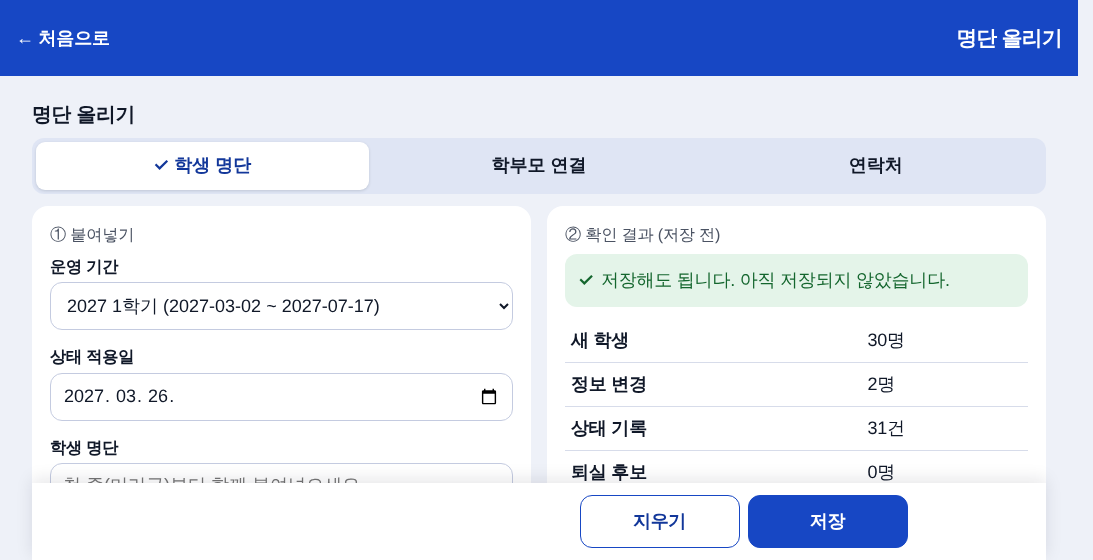 ← 처음으로
명단 올리기
명단 올리기
✓ 학생 명단
학부모 연결
연락처
① 붙여넣기
운영 기간
2027 1학기 (2027-03-02 ~ 2027-07-17)
상태 적용일
2027. 03. 26.
학생 명단
② 확인 결과 (저장 전)
✓ 저장해도 됩니다. 아직 저장되지 않았습니다.
새 학생 30명
정보 변경 2명
상태 기록 31건
퇴실 후보 0명
지우기
저장